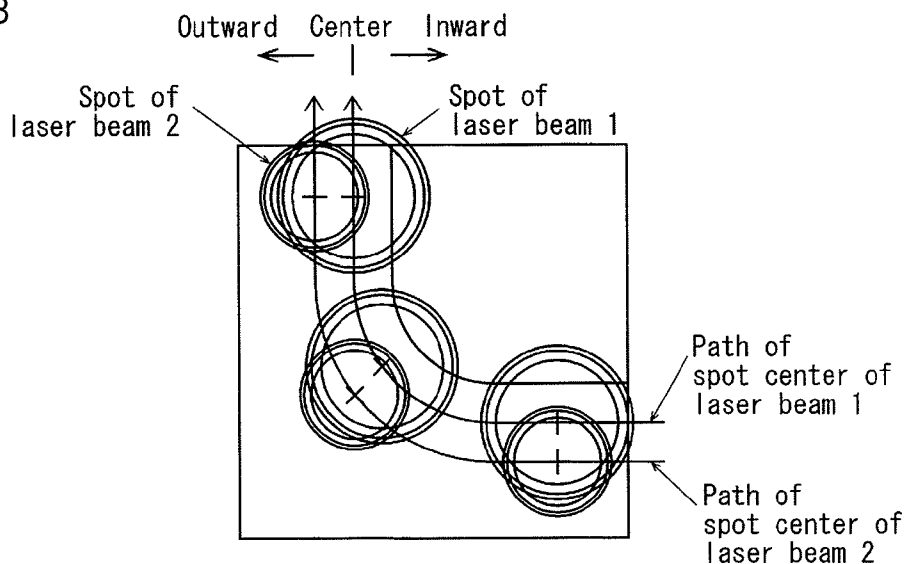 Outward Center Inward
Spot of
laser beam 2
Spot of
laser beam 1
Path of
spot center of
laser beam 1
Path of
spot center of
laser beam 2